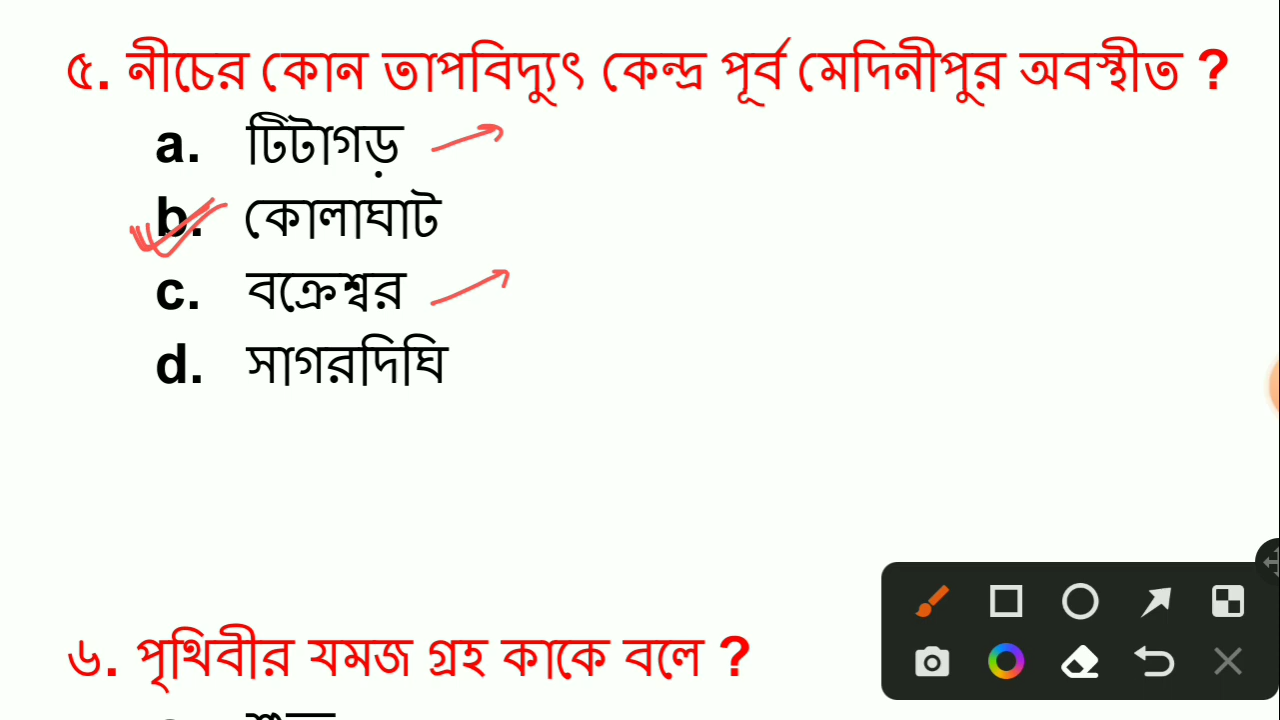 ৫. নীচের কোন তাপবিদ্যুৎ কেন্দ্র পূর্ব মেদিনীপুর অবস্থীত ?
a. টিটাগড়
b. কোলাঘাট
c. বক্রেশ্বর
d. সাগরদিঘি
৬. পৃথিবীর যমজ গ্রহ কাকে বলে ?